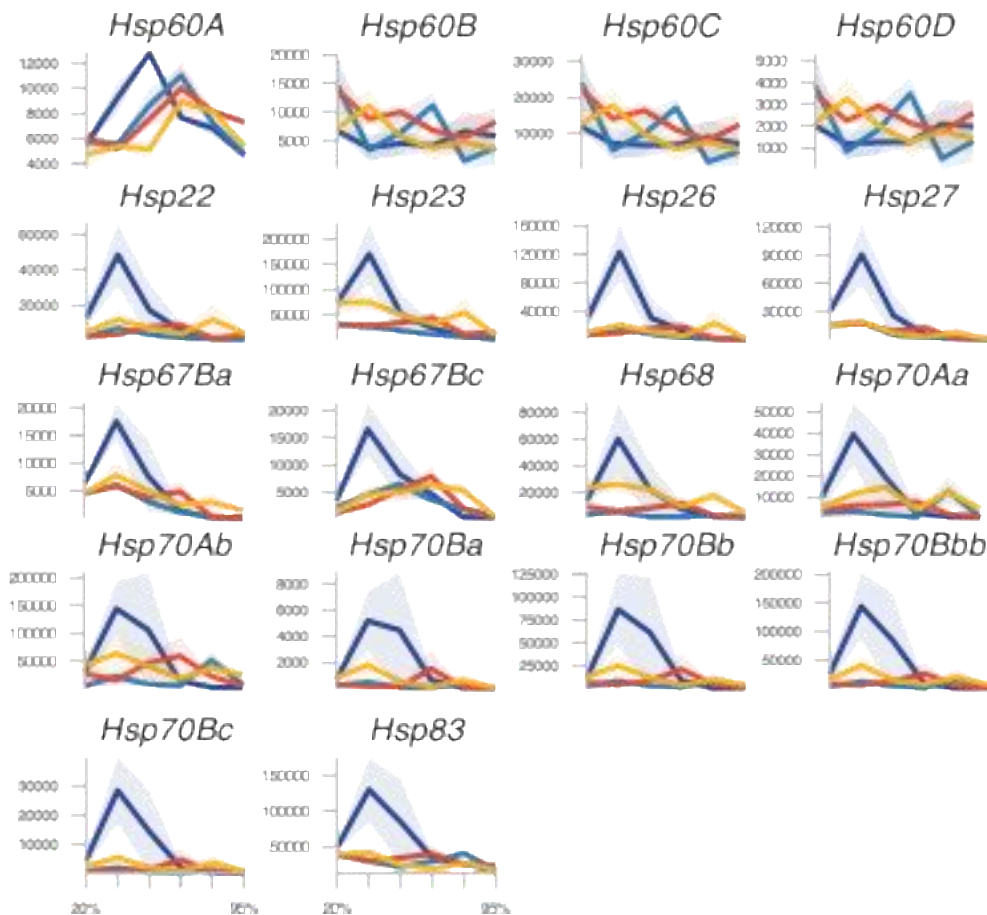 Hsp60A Hsp60B Hsp60C Hsp60D
12000 20000 30000 5000
10000 15000 20000 4000
8000 10000 10000 3000
6000 5000 2000
4000 1000
Hsp22 Hsp23 Hsp26 Hsp27
60000 200000 160000 120000
40000 150000 120000 90000
20000 100000 80000 60000
50000 40000 30000
Hsp67Ba Hsp67Bc Hsp68 Hsp70Aa
20000 20000 80000 50000
15000 15000 60000 40000
10000 10000 40000 30000
5000 5000 20000 20000
10000
Hsp70Ab Hsp70Ba Hsp70Bb Hsp70Bbb
200000 8000 125000 200000
150000 6000 100000 150000
100000 4000 75000 100000
50000 2000 50000 50000
25000
Hsp70Bc Hsp83
30000 150000
20000 100000
10000 50000